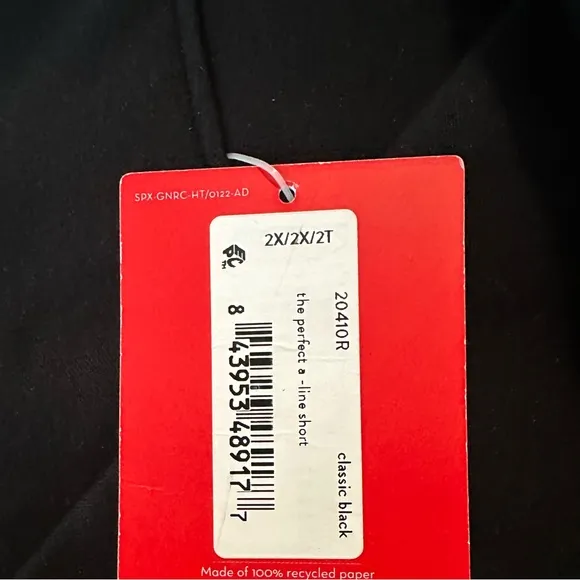 SPX-GNRC-HT/0122-AD
2X/2X/2T
EPC™
20410R
the perfect a -line short
classic black
8 43953 48917 7
Made of 100% recycled paper